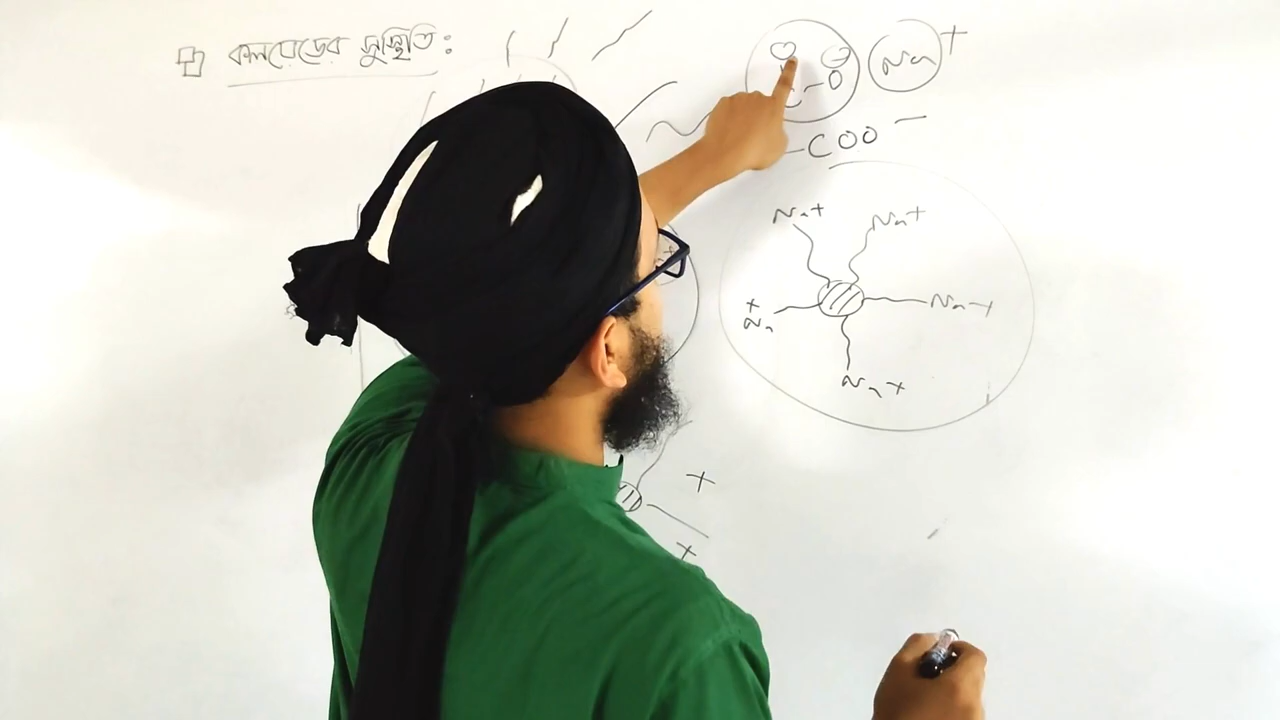 কলয়েডের সুস্থিতি:
O Na+
C-O
-COO-
Na+ Na+
+Na Na+
Na+
+
+